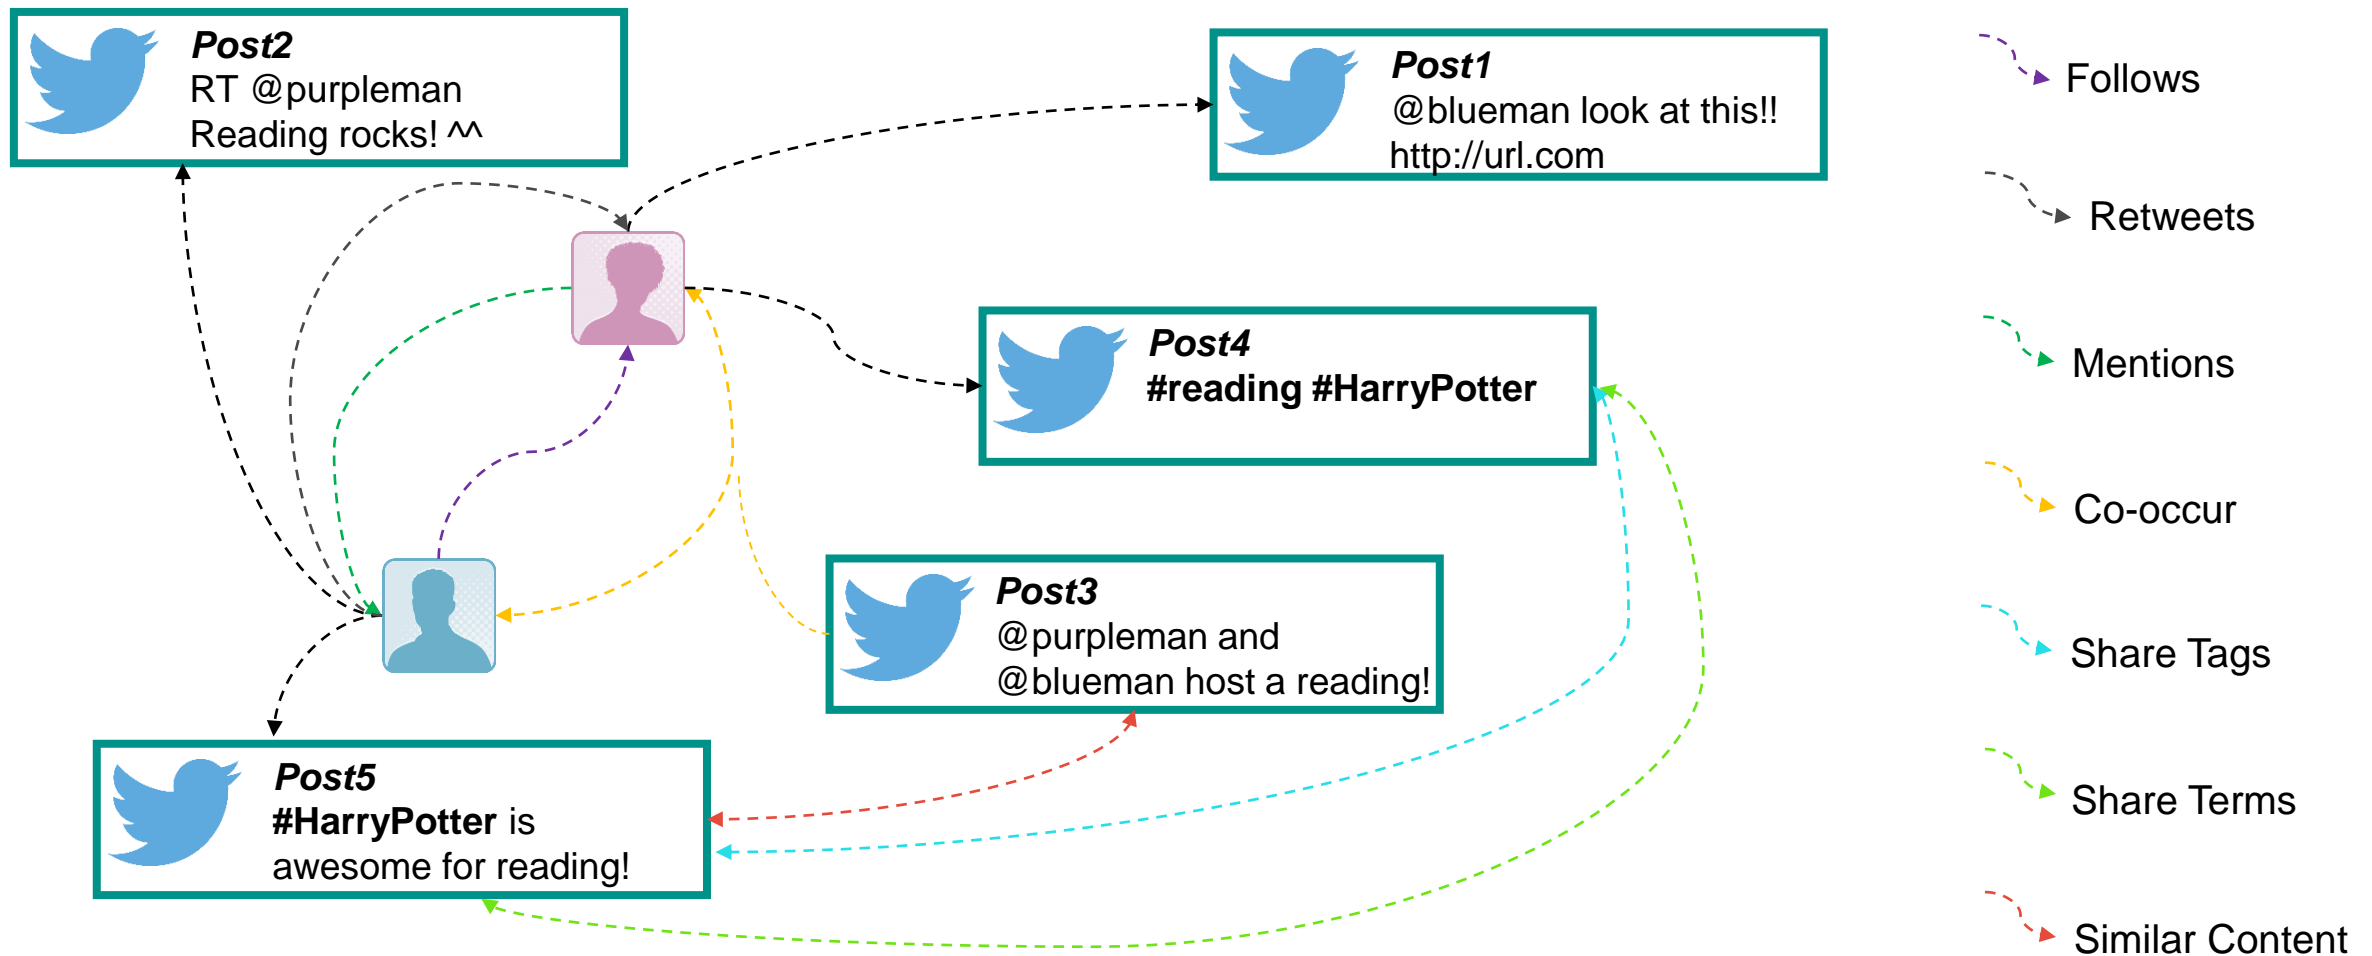 Post2
RT @purpleman
Reading rocks! ^^
Post1
@blueman look at this!!
http://url.com
Post4
#reading #HarryPotter
Post3
@purpleman and
@blueman host a reading!
Post5
#HarryPotter is
awesome for reading!
Follows
Retweets
Mentions
Co-occur
Share Tags
Share Terms
Similar Content